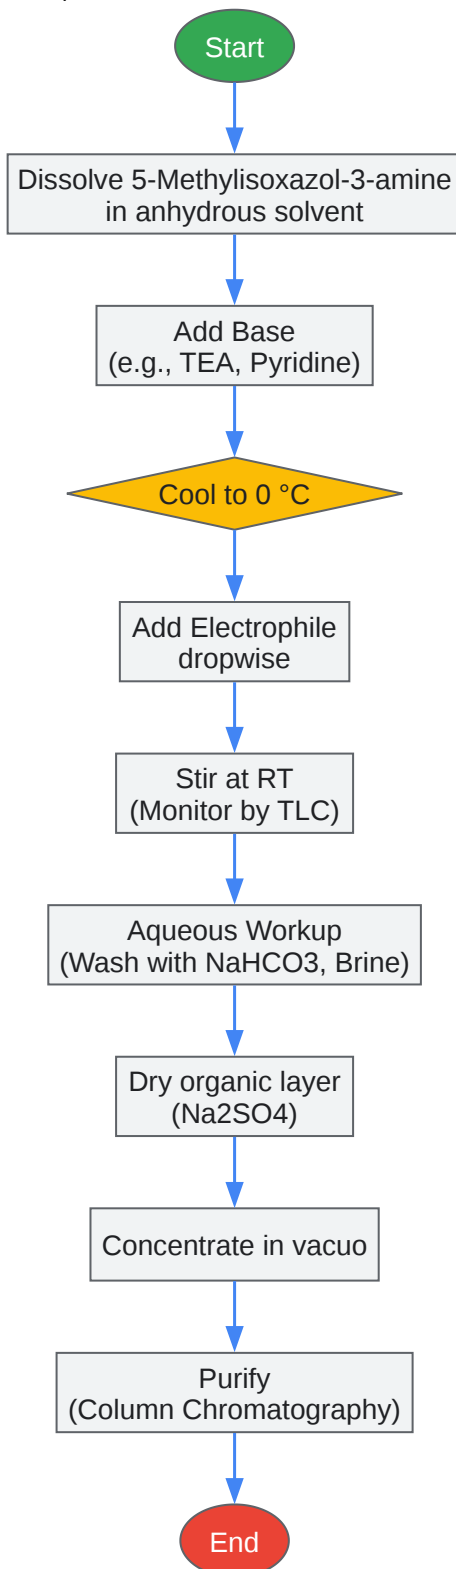 Start
Dissolve 5-Methylisoxazol-3-amine
in anhydrous solvent
Add Base
(e.g., TEA, Pyridine)
Cool to 0 °C
Add Electrophile
dropwise
Stir at RT
(Monitor by TLC)
Aqueous Workup
(Wash with NaHCO3, Brine)
Dry organic layer
(Na2SO4)
Concentrate in vacuo
Purify
(Column Chromatography)
End